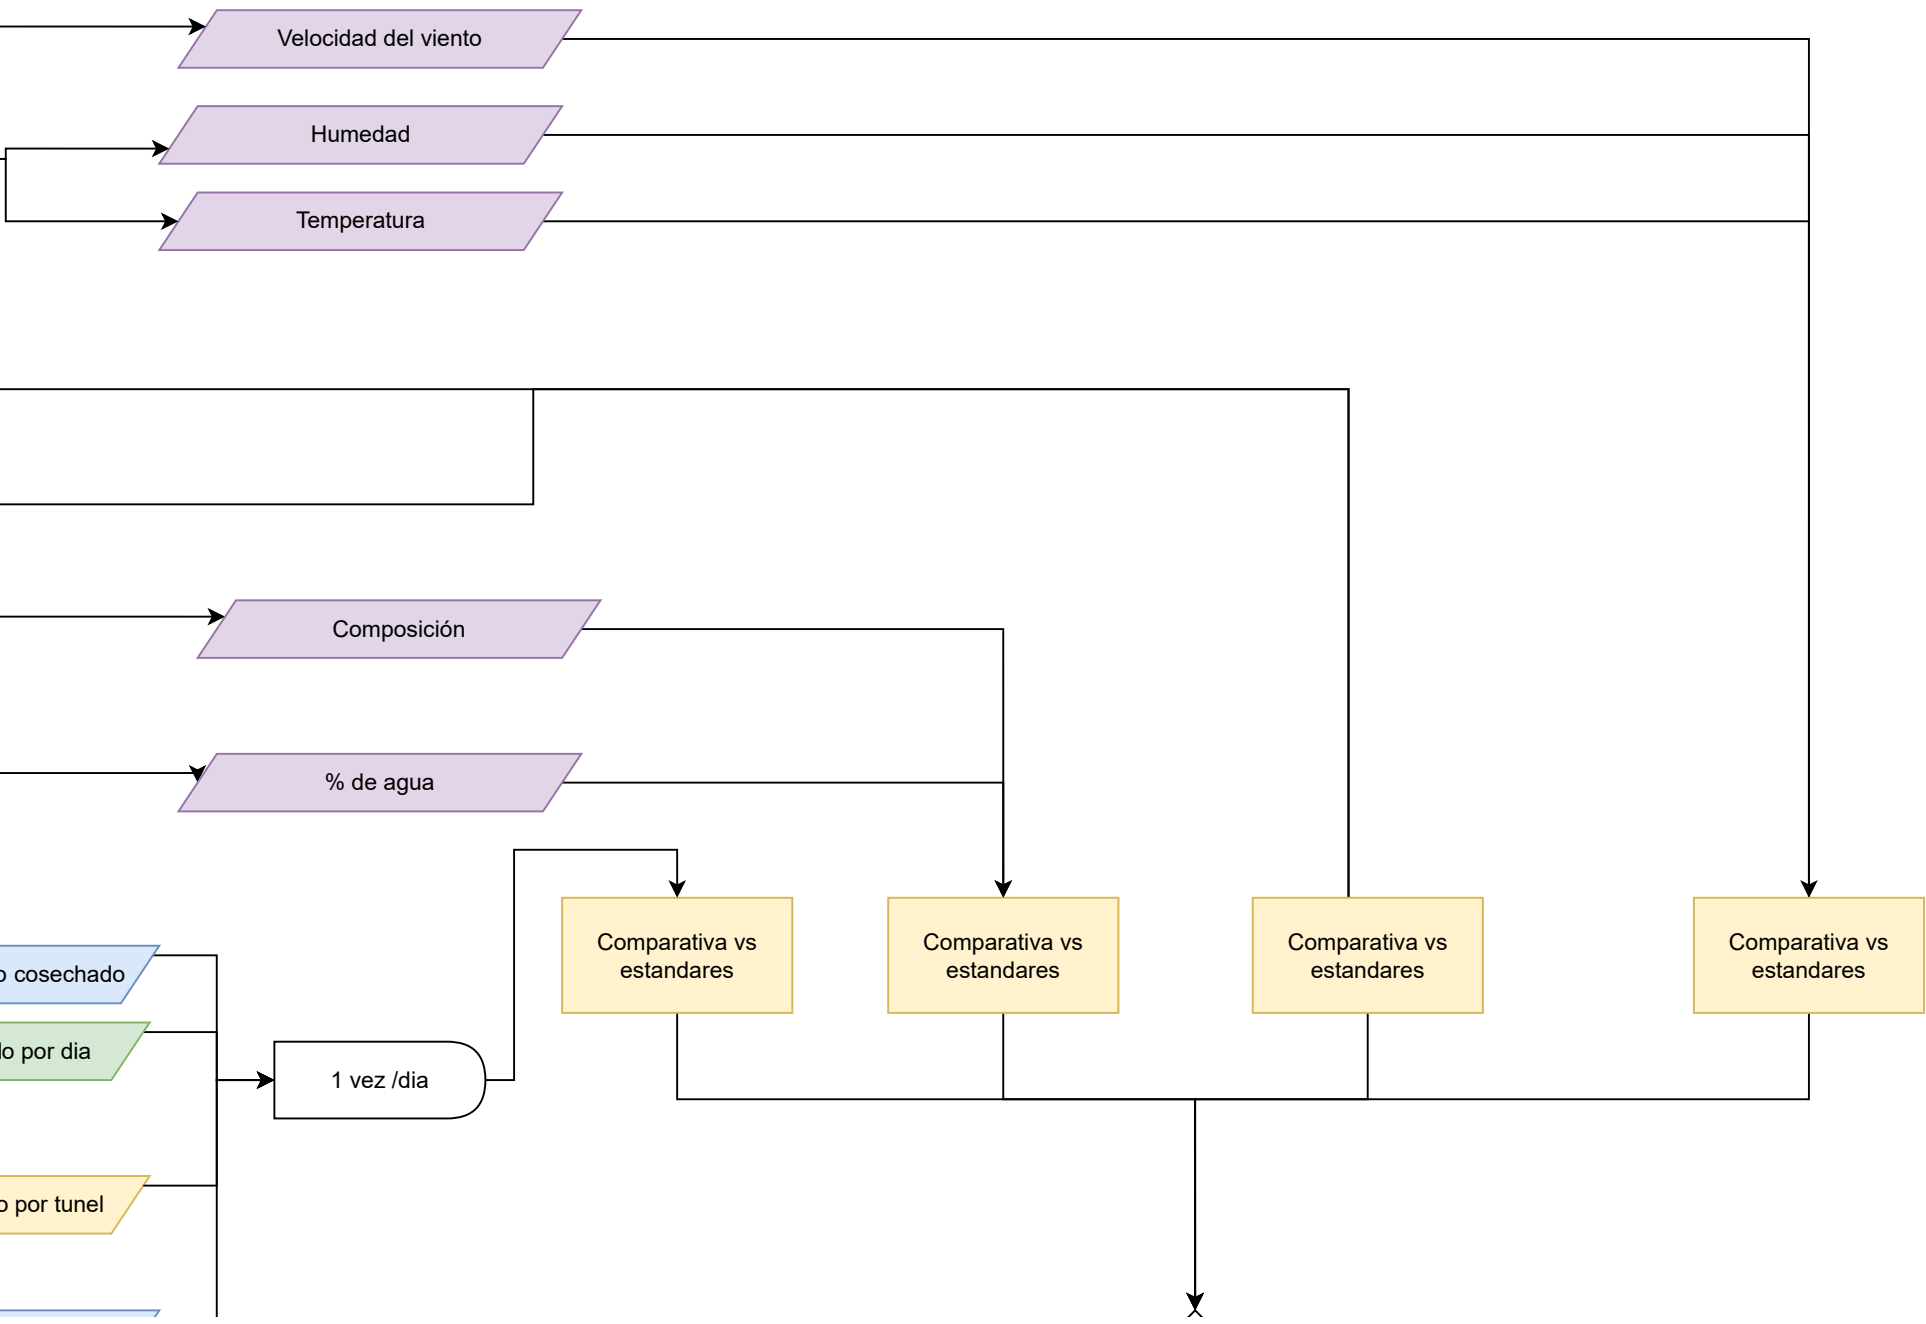 Velocidad del viento
Humedad
Temperatura
Composición
% de agua
Comparativa vs
estandares
Comparativa vs
estandares
Comparativa vs
estandares
Comparativa vs
estandares
o cosechado
por dia
1 vez /dia
o por tunel